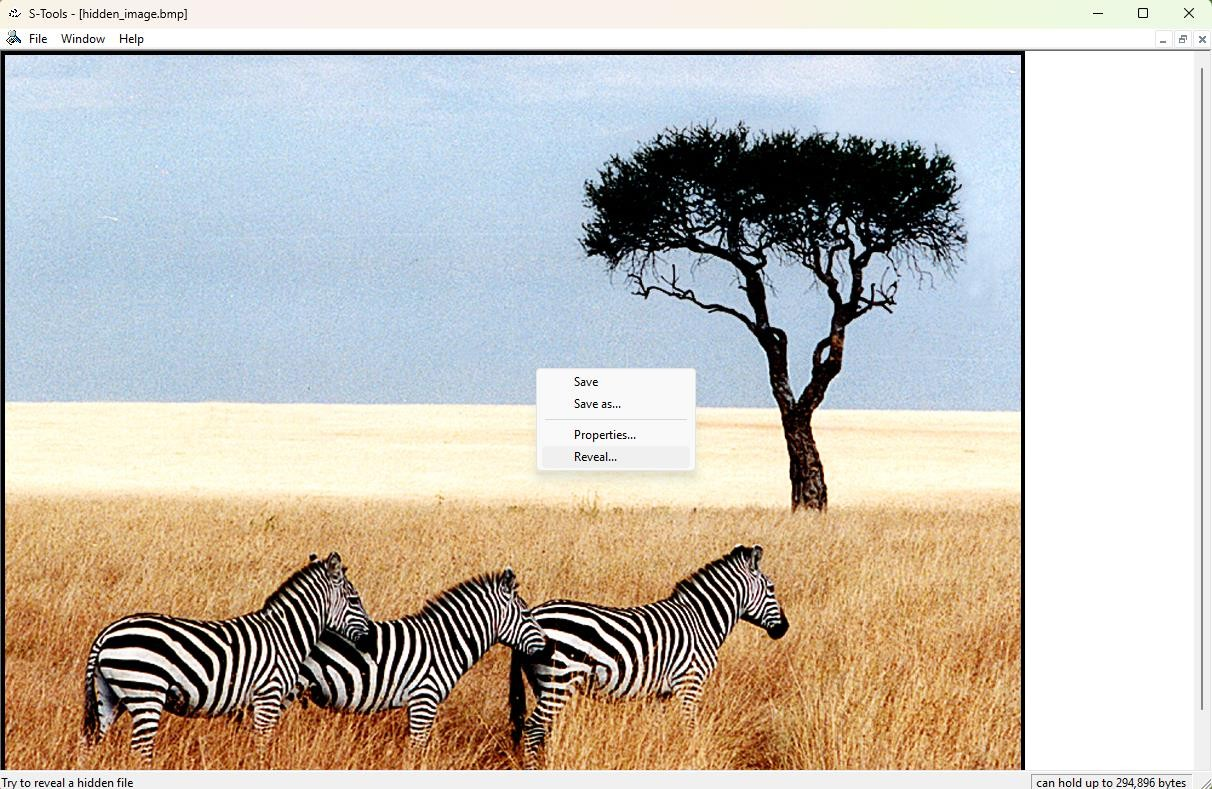 S-Tools - [hidden_image.bmp]
File Window Help
Save
Save as...
Properties...
Reveal...
Try to reveal a hidden file
can hold up to 294,896 bytes